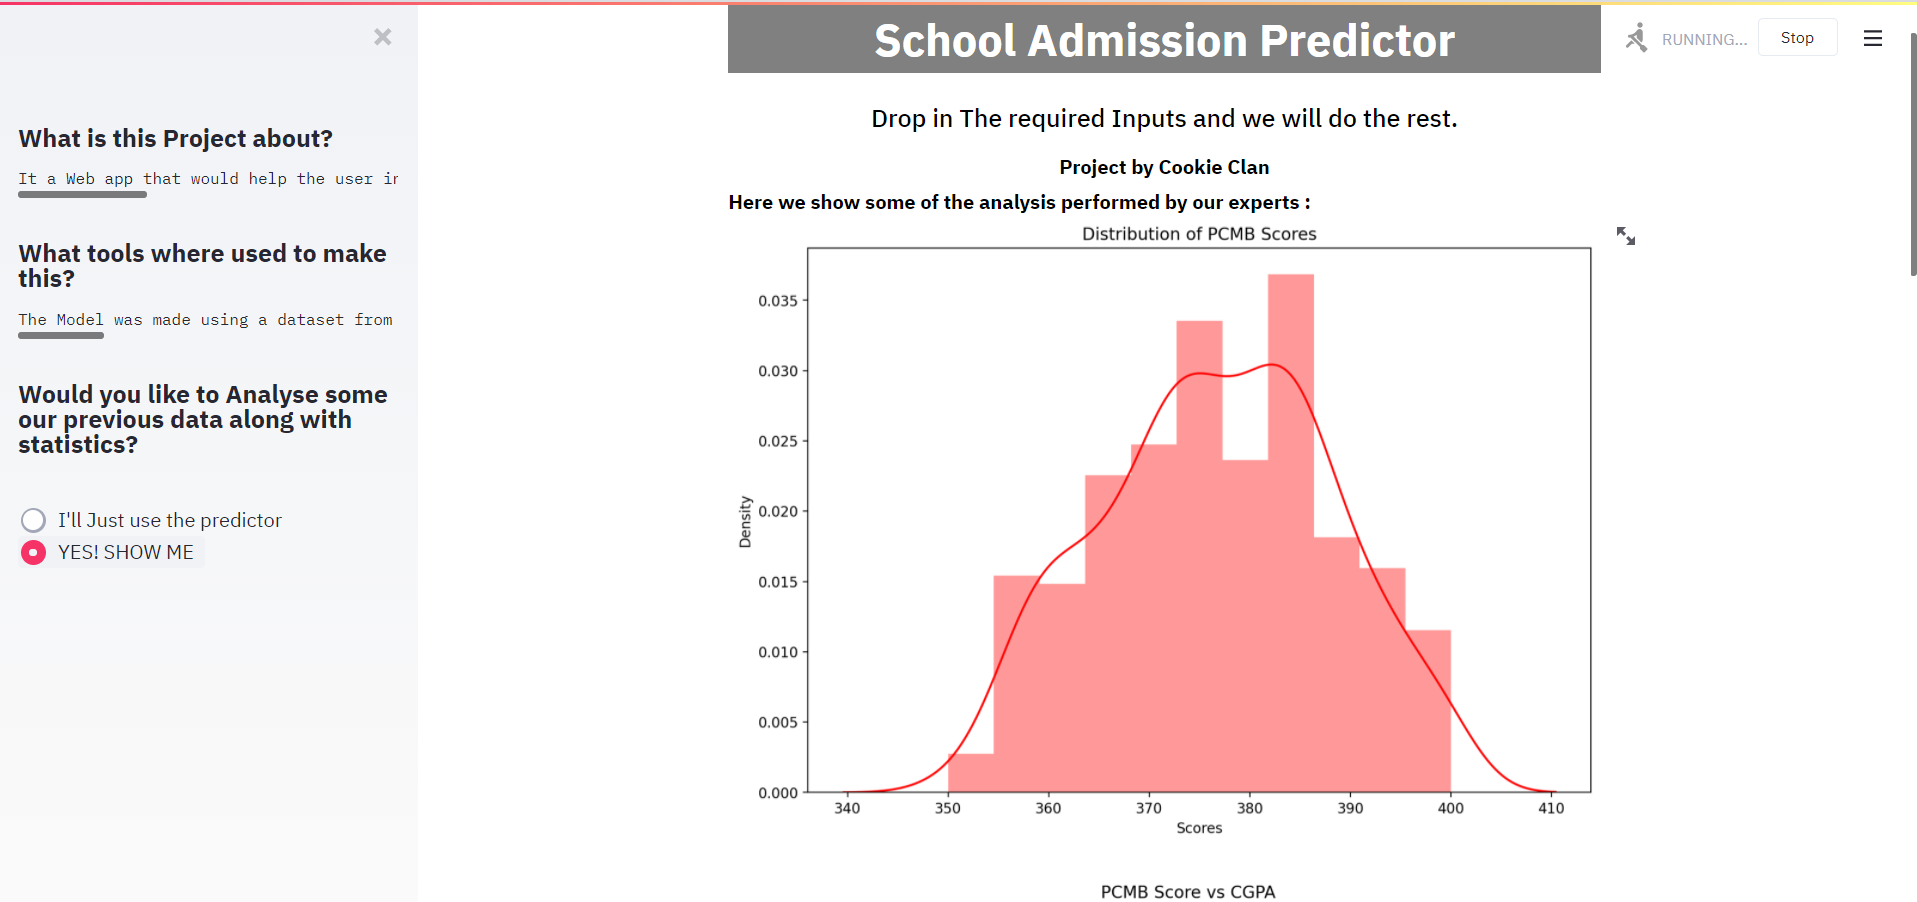 School Admission Predictor
RUNNING...
Stop
Drop in The required Inputs and we will do the rest.
Project by Cookie Clan
Here we show some of the analysis performed by our experts :
What is this Project about?
It a Web app that would help the user in
What tools where used to make
this?
The Model was made using a dataset from
Would you like to Analyse some
our previous data along with
statistics?
I'll Just use the predictor
YES! SHOW ME
Distribution of PCMB Scores
Density
0.035
0.030
0.025
0.020
0.015
0.010
0.005
0.000
340 350 360 370 380 390 400 410
Scores
PCMB Score vs CGPA